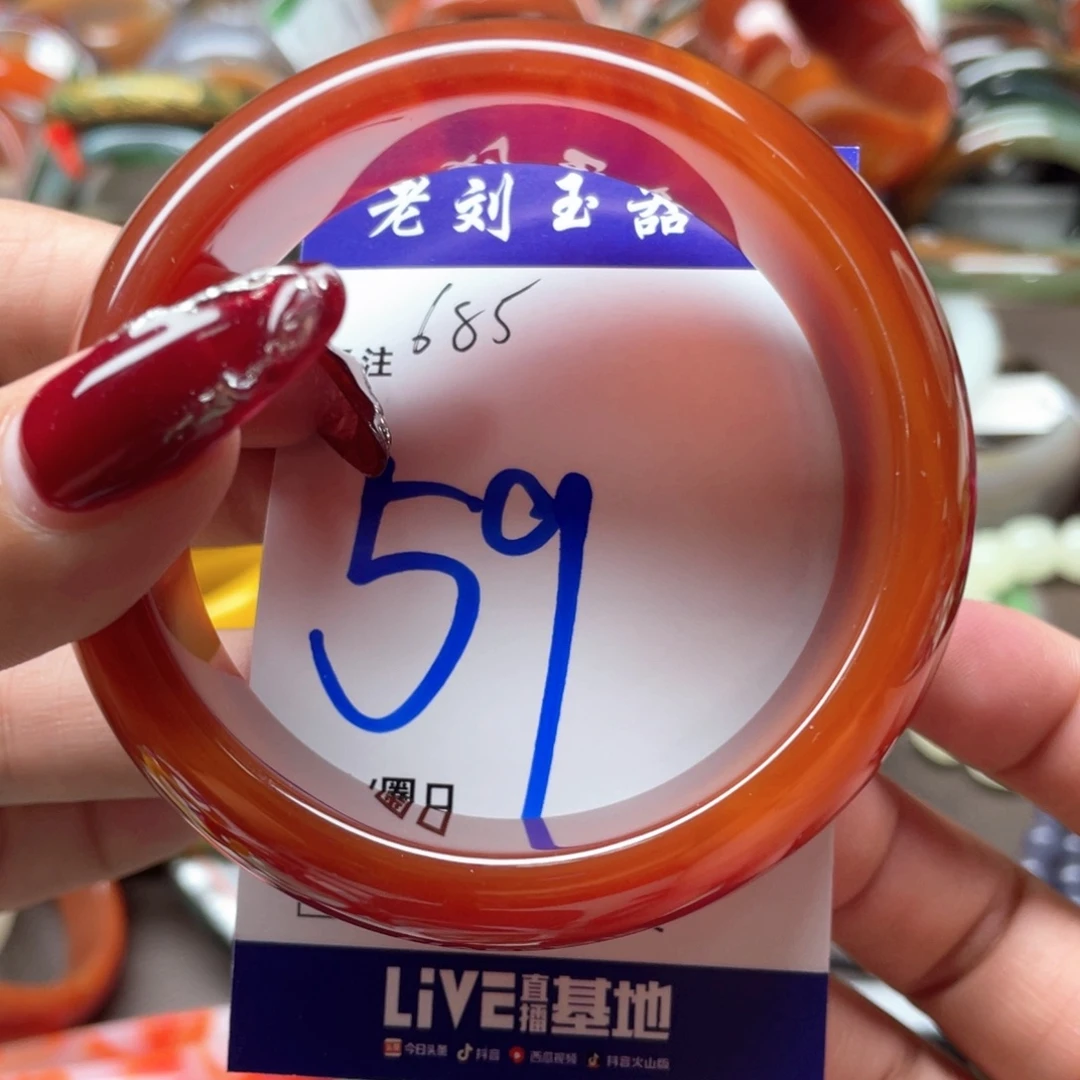 老刘玉器
注 685
59
圈口
LIVE直播基地
今日头条 抖音 西瓜视频 抖音火山版